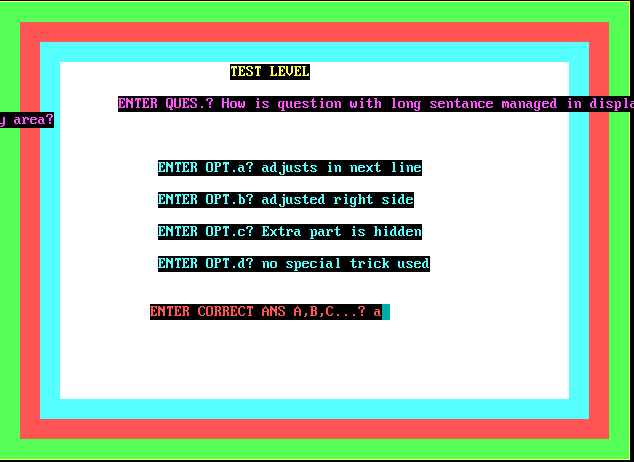 TEST LEVEL
ENTER QUES.? How is question with long sentance managed in displa
y area?
ENTER OPT.a? adjusts in next line
ENTER OPT.b? adjusted right side
ENTER OPT.c? Extra part is hidden
ENTER OPT.d? no special trick used
ENTER CORRECT ANS A,B,C...? a